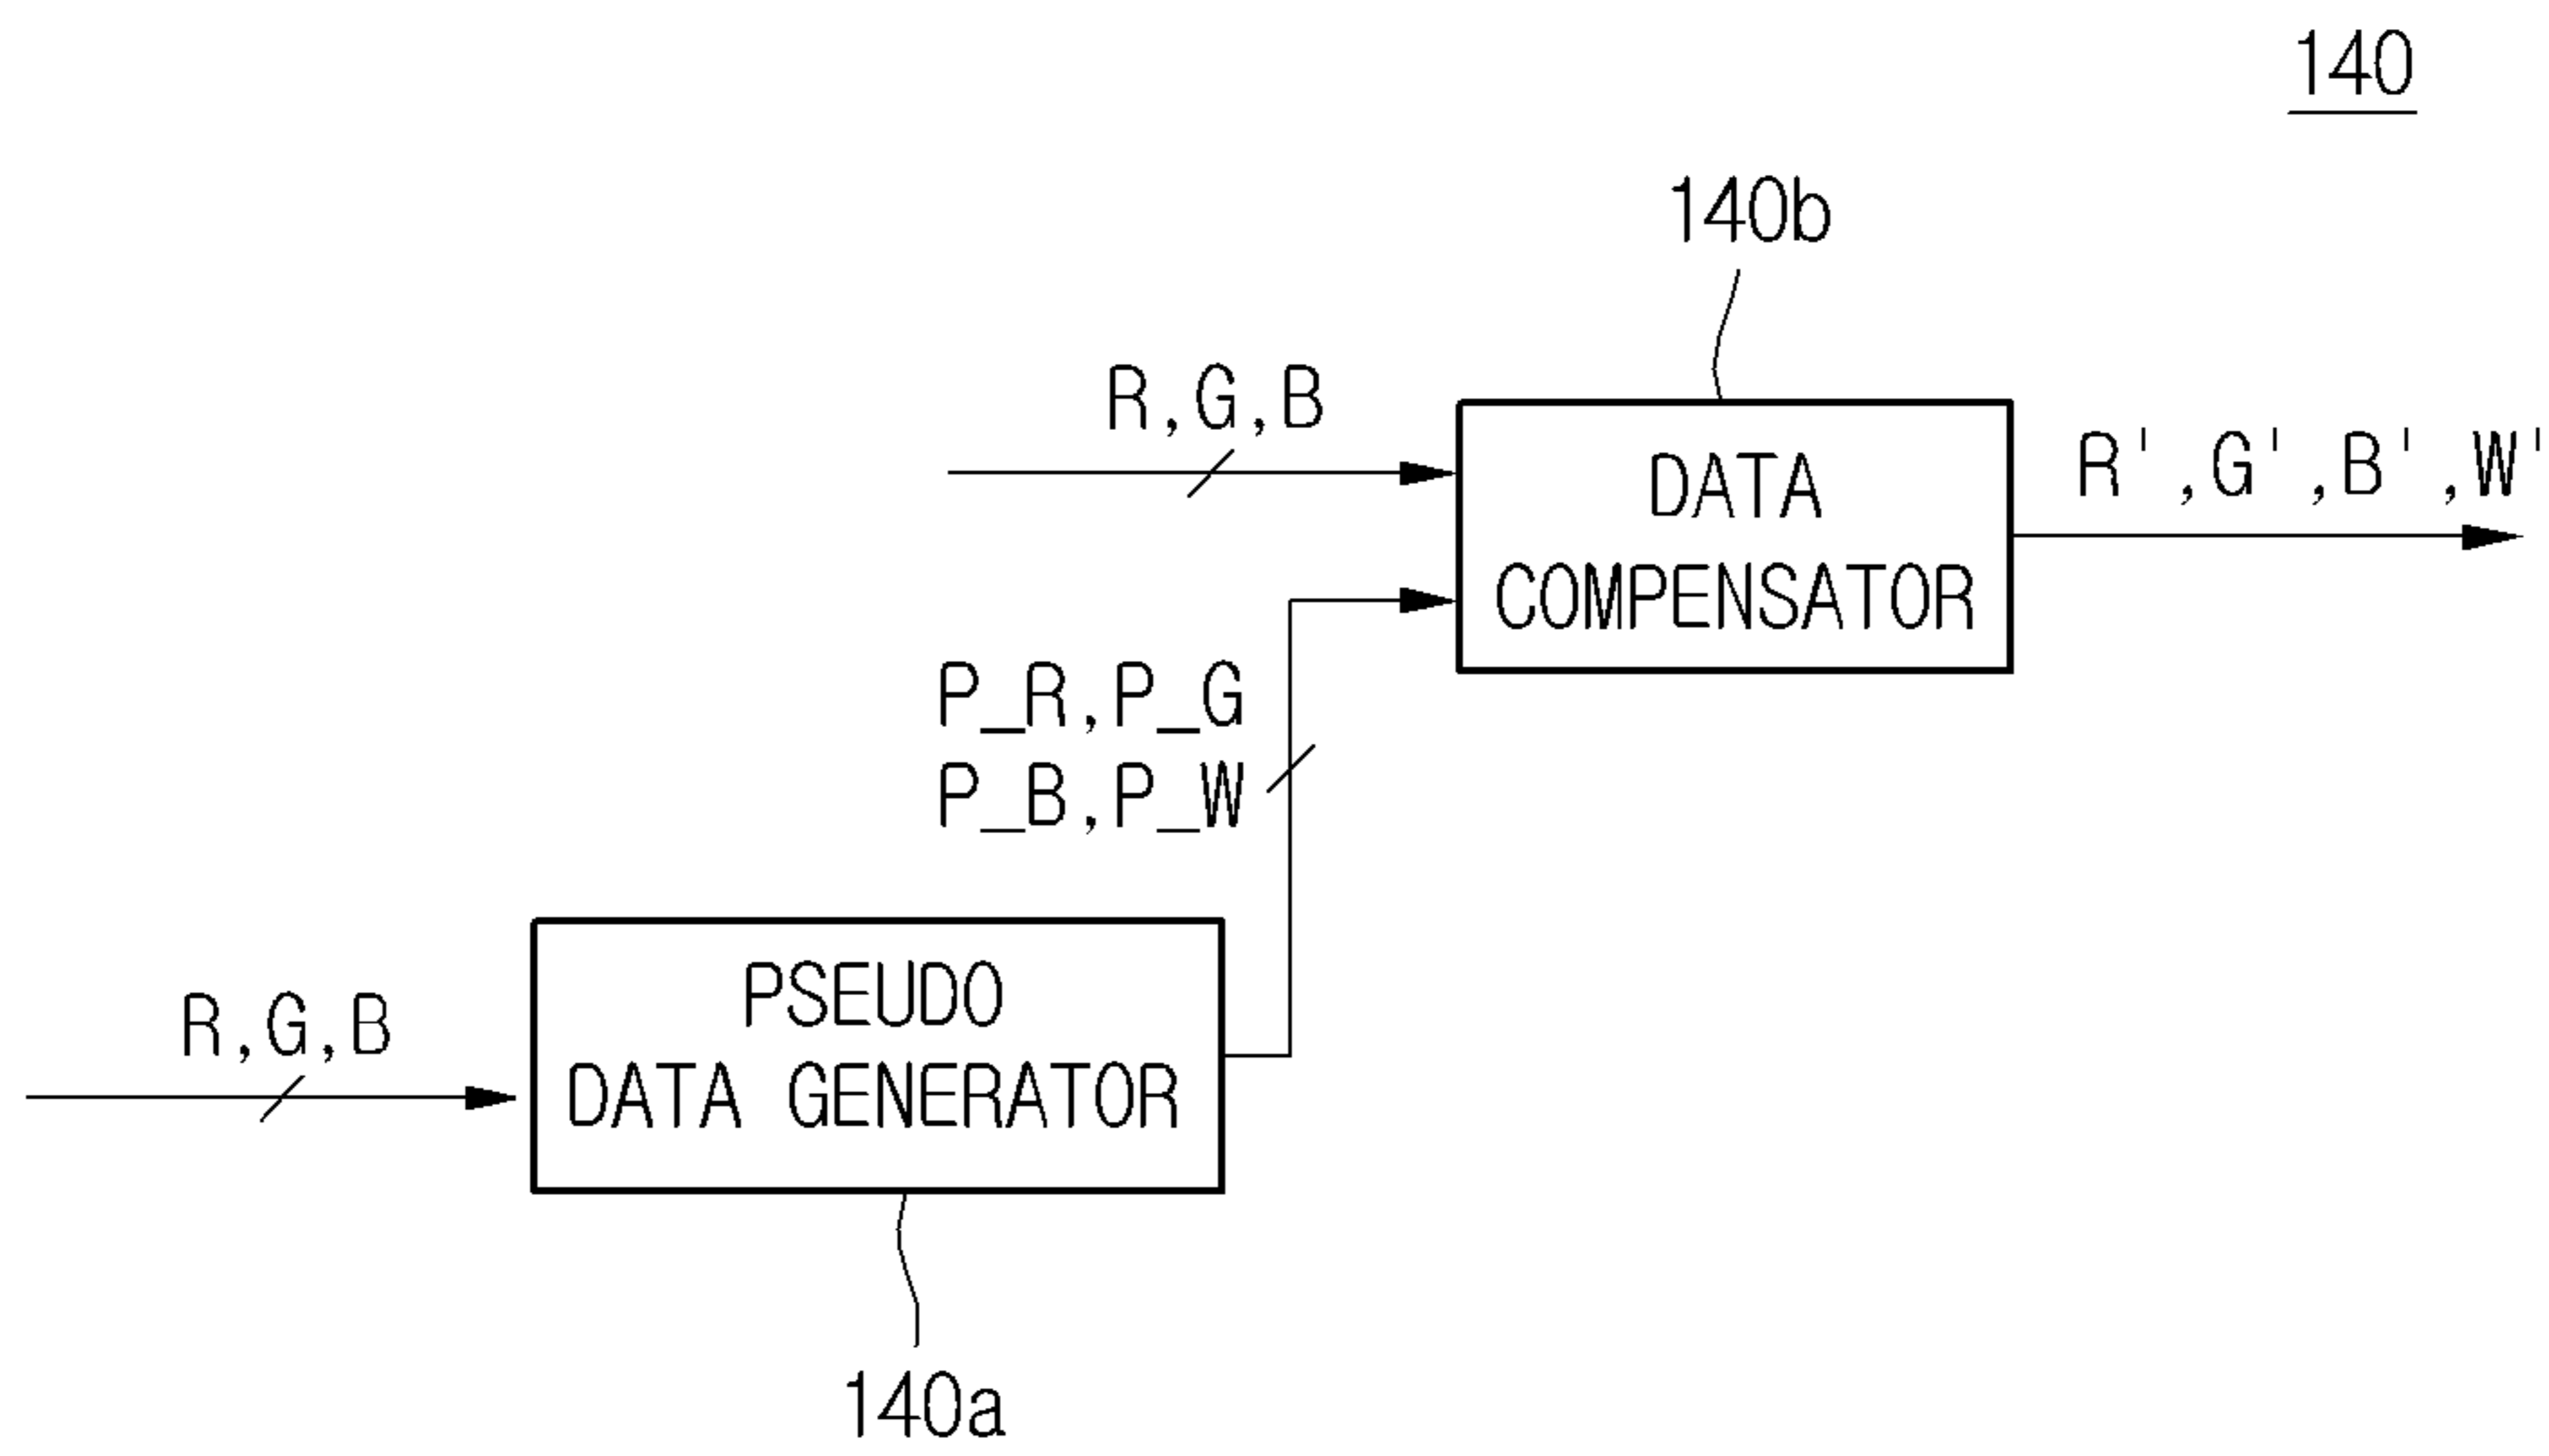 140
140b
R,G,B
DATA
COMPENSATOR
R',G',B',W'
P_R,P_G
P_B,P_W
R,G,B
PSEUDO
DATA GENERATOR
140a